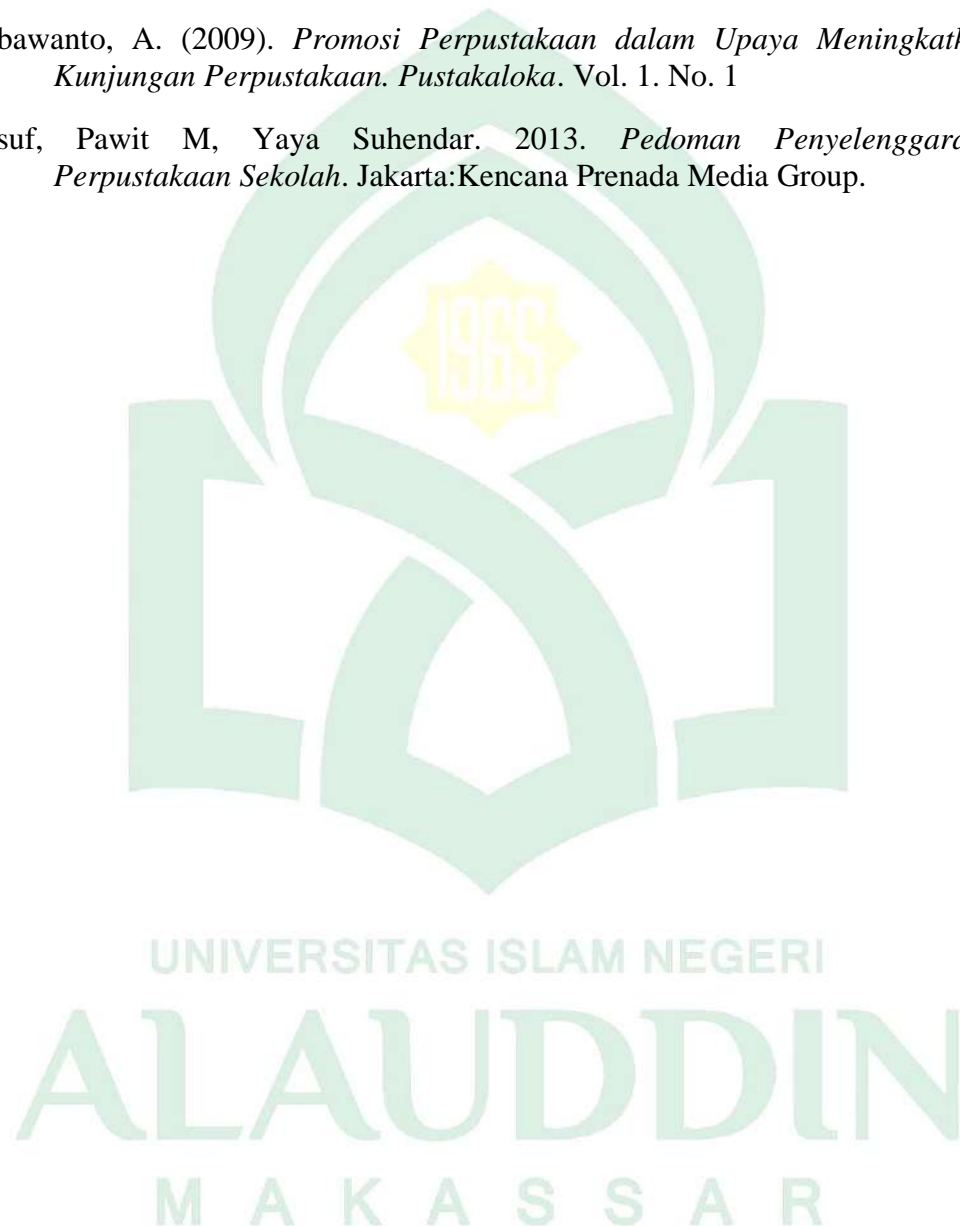 bawanto, A. (2009). Promosi Perpustakaan dalam Upaya Meningkatk
Kunjungan Perpustakaan. Pustakaloka. Vol. 1. No. 1
suf, Pawit M, Yaya Suhendar. 2013. Pedoman Penyelenggara
Perpustakaan Sekolah. Jakarta:Kencana Prenada Media Group.
1965
UNIVERSITAS ISLAM NEGERI
ALAUDDIN
MAKASSAR